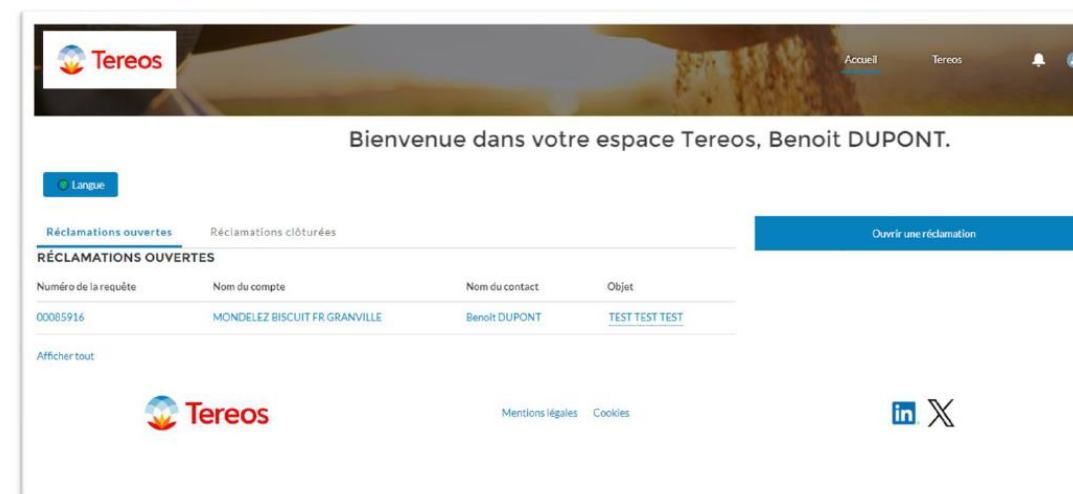 Tereos
Accueil Tereos
Bienvenue dans votre espace Tereos, Benoit DUPONT.
Langue
Réclamations ouvertes Réclamations clôturées
Ouvrir une réclamation
RÉCLAMATIONS OUVERTES
Numéro de la requête Nom du compte Nom du contact Objet
00085916 MONDELEZ BISCUIT FR GRANVILLE Benoit DUPONT TEST TEST TEST
Afficher tout
Tereos
Mentions légales Cookies
in